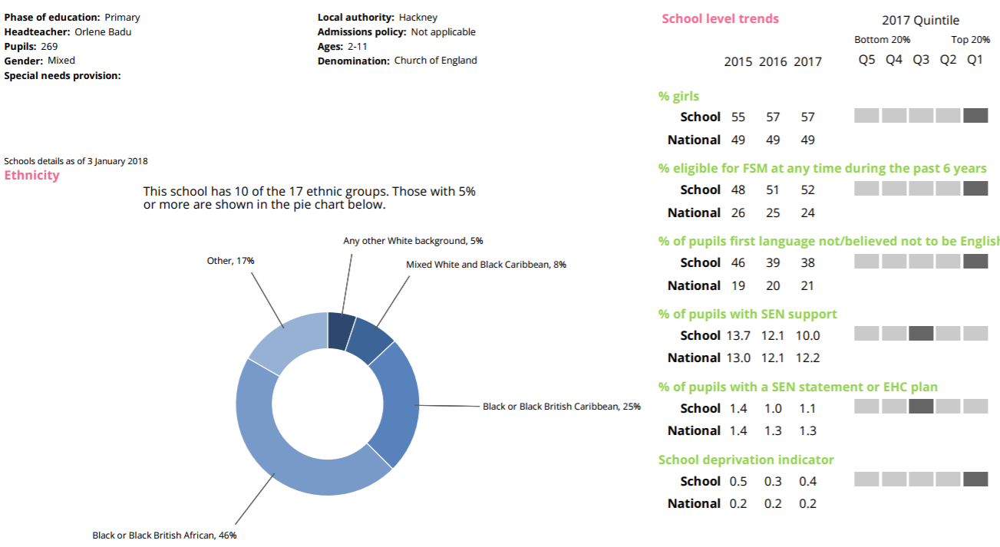 Phase of education: Primary
Headteacher: Orlene Badu
Pupils: 269
Gender: Mixed
Special needs provision:
Local authority: Hackney
Admissions policy: Not applicable
Ages: 2-11
Denomination: Church of England
Schools details as of 3 January 2018
Ethnicity
This school has 10 of the 17 ethnic groups. Those with 5%
or more are shown in the pie chart below.
Any other White background, 5%
Other, 17%
Mixed White and Black Caribbean, 8%
Black or Black British Caribbean, 25%
Black or Black British African, 46%
School level trends
2017 Quintile
Bottom 20% Top 20%
2015 2016 2017 Q5 Q4 Q3 Q2 Q1
% girls
School 55 57 57
National 49 49 49
% eligible for FSM at any time during the past 6 years
School 48 51 52
National 26 25 24
% of pupils first language not/believed not to be English
School 46 39 38
National 19 20 21
% of pupils with SEN support
School 13.7 12.1 10.0
National 13.0 12.1 12.2
% of pupils with a SEN statement or EHC plan
School 1.4 1.0 1.1
National 1.4 1.3 1.3
School deprivation indicator
School 0.5 0.3 0.4
National 0.2 0.2 0.2